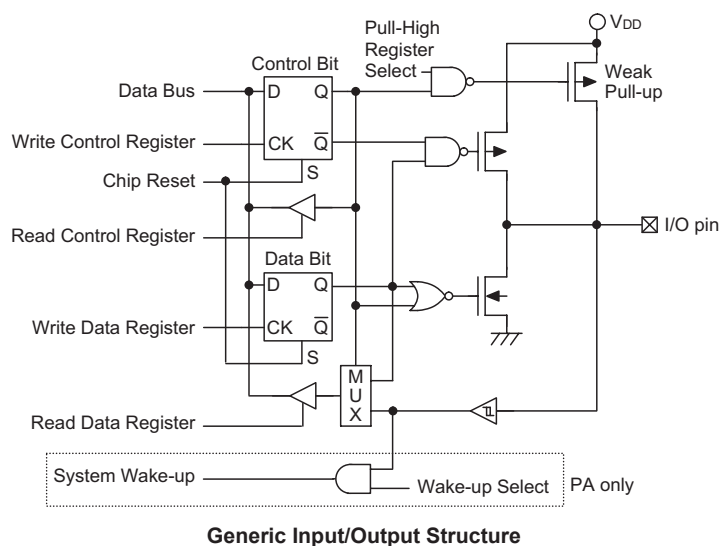 Pull-High
Register
Select
V_DD
Weak
Pull-up
Control Bit
Data Bus
D Q
Write Control Register
CK Q̅
Chip Reset
S
Read Control Register
I/O pin
Data Bit
D Q
Write Data Register
CK Q̅
S
M
U
X
Read Data Register
System Wake-up
Wake-up Select
PA only
Generic Input/Output Structure